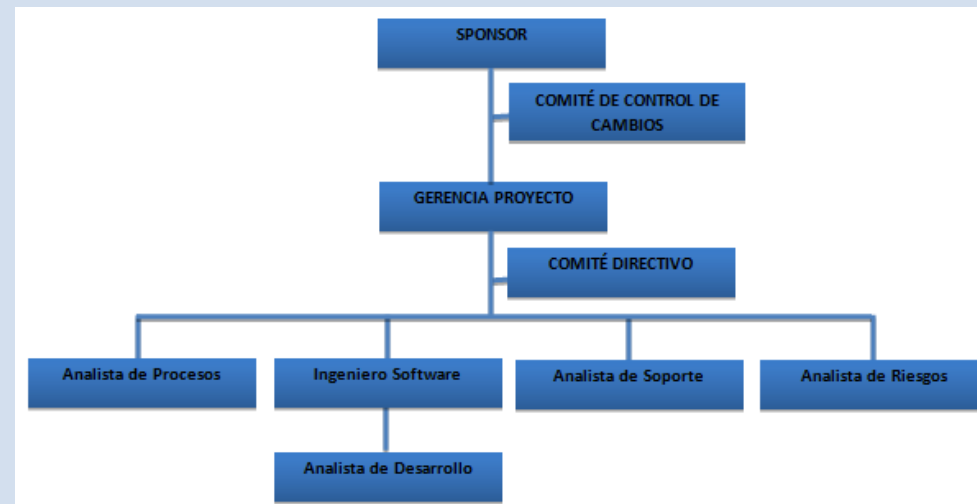 SPONSOR
COMITÉ DE CONTROL DE
CAMBIOS
GERENCIA PROYECTO
COMITÉ DIRECTIVO
Analista de Procesos
Ingeniero Software
Analista de Soporte
Analista de Riesgos
Analista de Desarrollo